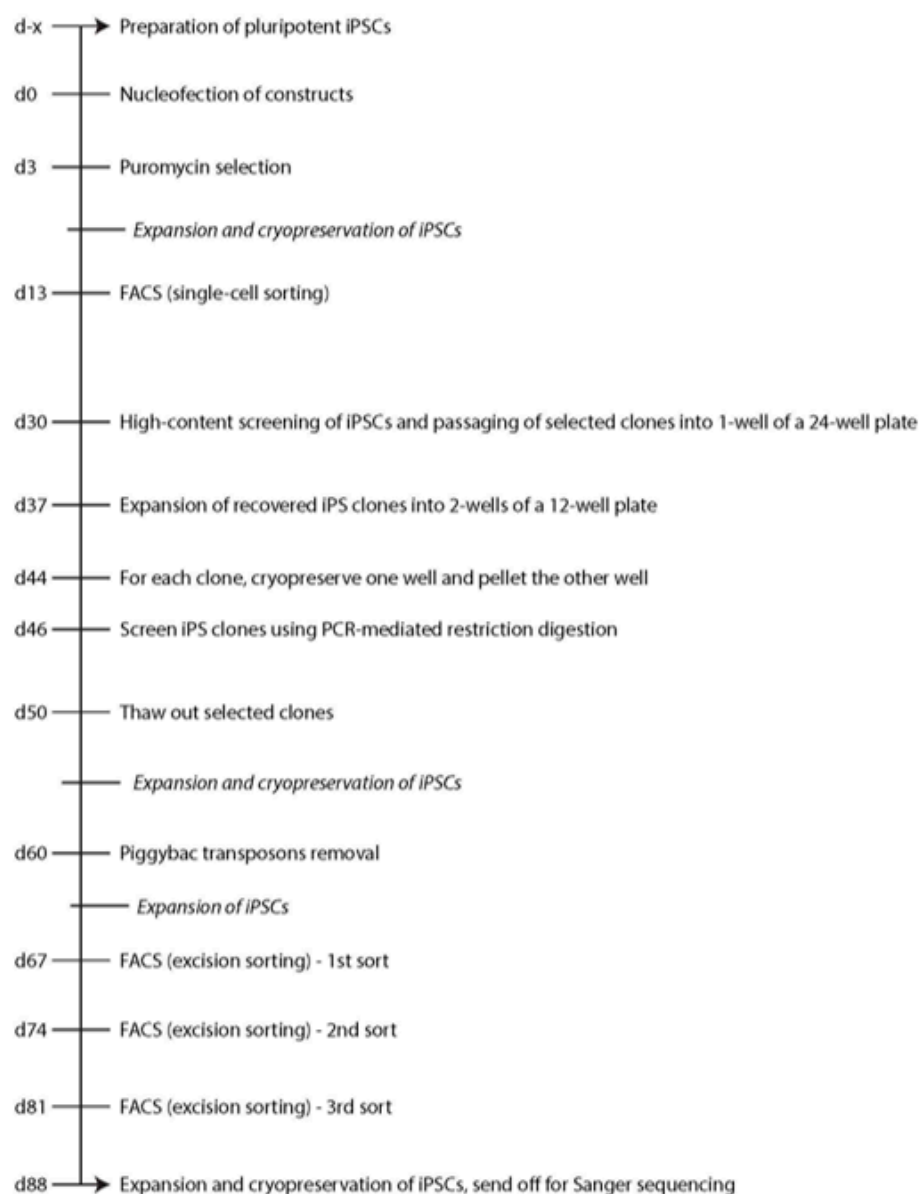 d-x Preparation of pluripotent iPSCs
d0 Nucleofection of constructs
d3 Puromycin selection
Expansion and cryopreservation of iPSCs
d13 FACS (single-cell sorting)
d30 High-content screening of iPSCs and passaging of selected clones into 1-well of a 24-well plate
d37 Expansion of recovered iPS clones into 2-wells of a 12-well plate
d44 For each clone, cryopreserve one well and pellet the other well
d46 Screen iPS clones using PCR-mediated restriction digestion
d50 Thaw out selected clones
Expansion and cryopreservation of iPSCs
d60 Piggybac transposons removal
Expansion of iPSCs
d67 FACS (excision sorting) - 1st sort
d74 FACS (excision sorting) - 2nd sort
d81 FACS (excision sorting) - 3rd sort
d88 Expansion and cryopreservation of iPSCs, send off for Sanger sequencing